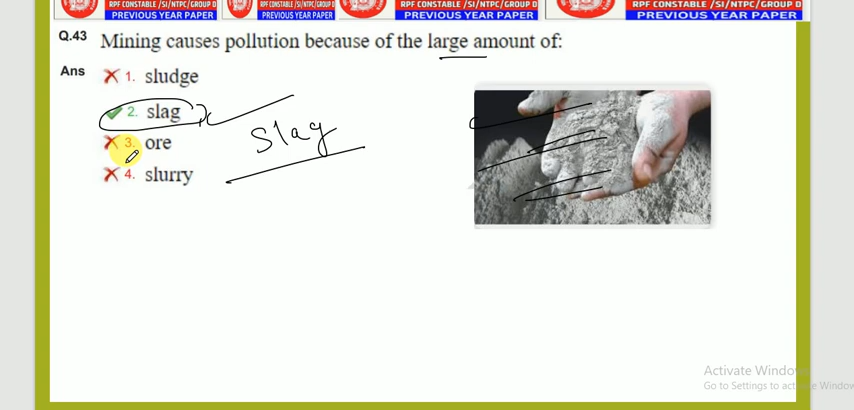 RPF CONSTABLE /SI/NTPC/GROUP D RPF CONSTABLE /SI/NTPC/GROUP D RPF CONSTABLE /SI/NTPC/GROUP D RPF CONSTABLE /SI/NTPC/GROUP D
PREVIOUS YEAR PAPER PREVIOUS YEAR PAPER PREVIOUS YEAR PAPER PREVIOUS YEAR PAPER
Q.43 Mining causes pollution because of the large amount of:
Ans 1. sludge
2. slag
slag
3. ore
4. slurry
Activate Windows
Go to Settings to activate Window